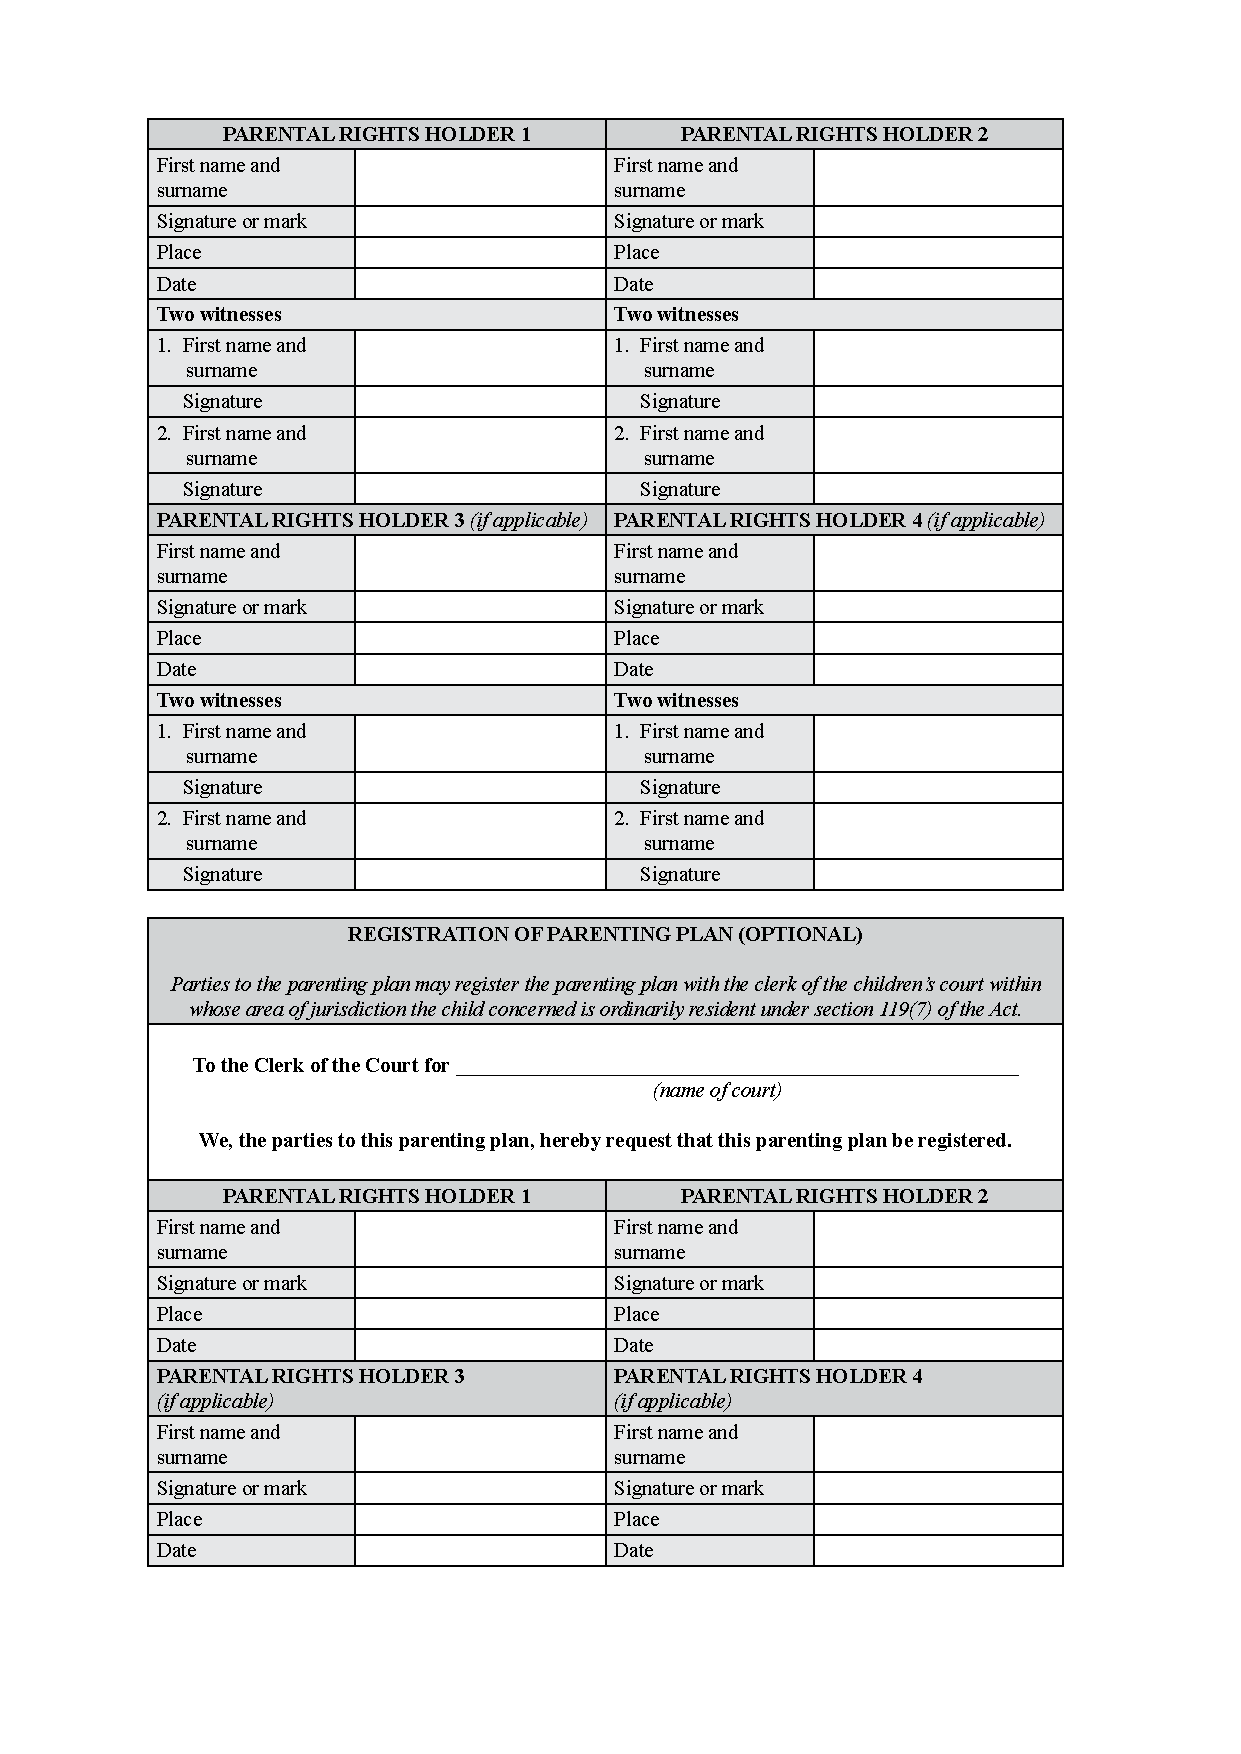 PARENTAL RIGHTS HOLDER 1 PARENTAL RIGHTS HOLDER 2
First name and First name and
surname surname
Signature or mark Signature or mark
Place Place
Date Date
Two witnesses Two witnesses
1. First name and 1. First name and
surname surname
Signature Signature
2. First name and 2. First name and
surname surname
Signature Signature
PARENTAL RIGHTS HOLDER 3 (if applicable) PARENTAL RIGHTS HOLDER 4 (if applicable)
First name and First name and
surname surname
Signature or mark Signature or mark
Place Place
Date Date
Two witnesses Two witnesses
1. First name and 1. First name and
surname surname
Signature Signature
2. First name and 2. First name and
surname surname
Signature Signature
REGISTRATION OF PARENTING PLAN (OPTIONAL)
Parties to the parenting plan may register the parenting plan with the clerk of the children’s court within
whose area of jurisdiction the child concerned is ordinarily resident under section 119(7) of the Act.
To the Clerk of the Court for ______________________________________________________
(name of court)
We, the parties to this parenting plan, hereby request that this parenting plan be registered.
PARENTAL RIGHTS HOLDER 1 PARENTAL RIGHTS HOLDER 2
First name and First name and
surname surname
Signature or mark Signature or mark
Place Place
Date Date
PARENTAL RIGHTS HOLDER 3 PARENTAL RIGHTS HOLDER 4
(if applicable) (if applicable)
First name and First name and
surname surname
Signature or mark Signature or mark
Place Place
Date Date